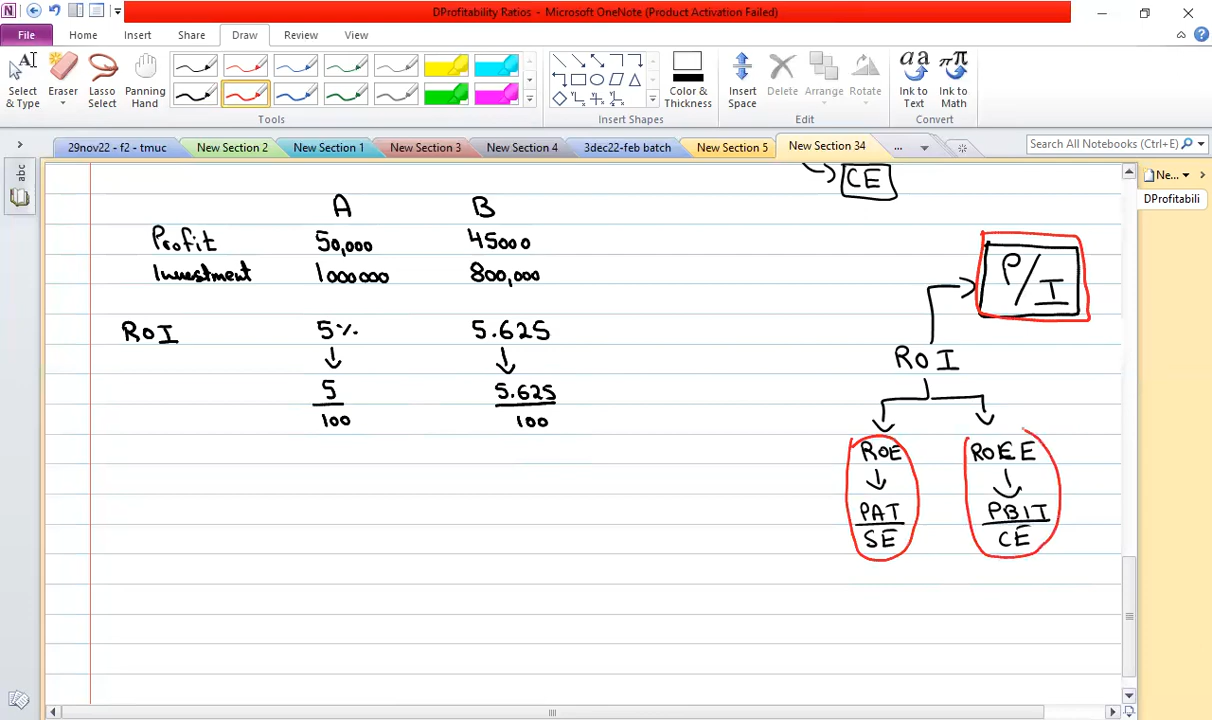 DProfitability Ratios - Microsoft OneNote (Product Activation Failed)
File Home Insert Share Draw Review View
Select & Type
Eraser
Lasso Select
Panning Hand
Color & Thickness
Insert Space
Delete
Arrange
Rotate
Ink to Text
Ink to Math
Tools
Insert Shapes
Edit
Convert
29nov22 - f2 - tmuc
New Section 2
New Section 1
New Section 3
New Section 4
3dec22-feb batch
New Section 5
New Section 34
...
Search All Notebooks (Ctrl+E)
abc
Ne...
DProfitabili
CE
A B
Profit 50,000 45000
Investment 1000000 800,000
ROI 5% 5.625
5/100 5.625/100
P/I
ROI
ROE ROEE
PAT/SE PBIT/CE